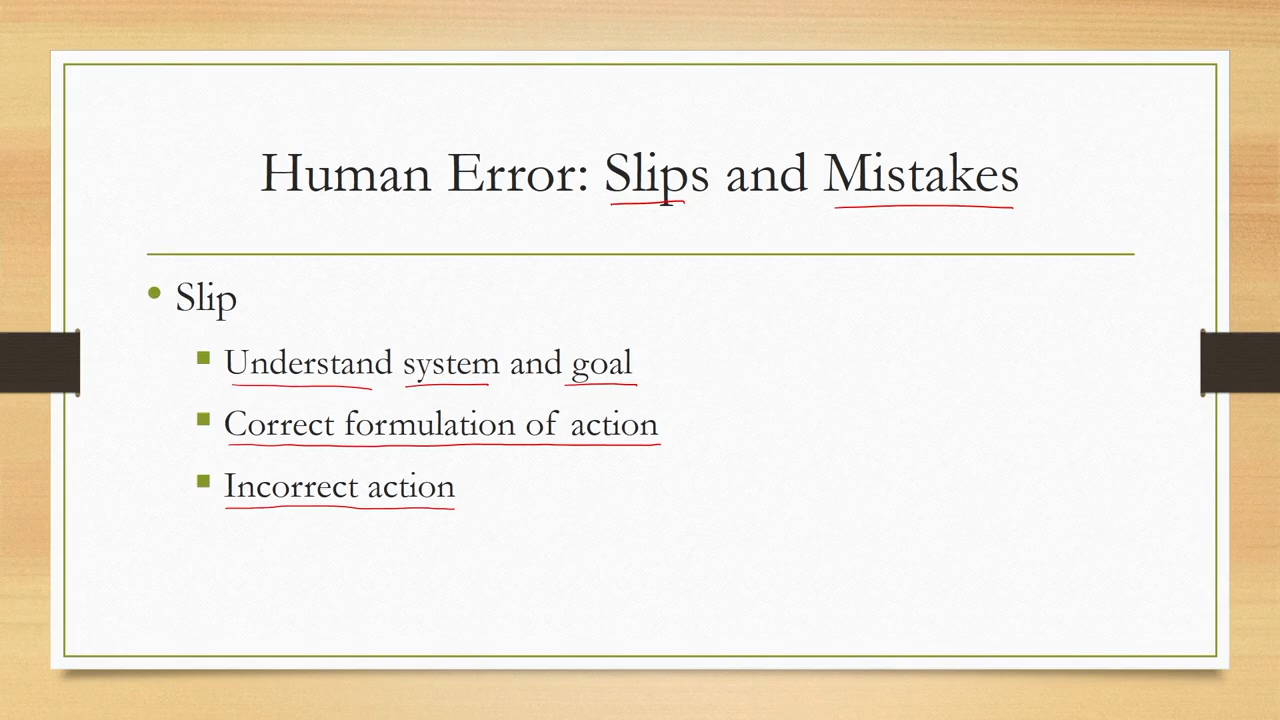 Human Error: Slips and Mistakes
• Slip
▪ Understand system and goal
▪ Correct formulation of action
▪ Incorrect action